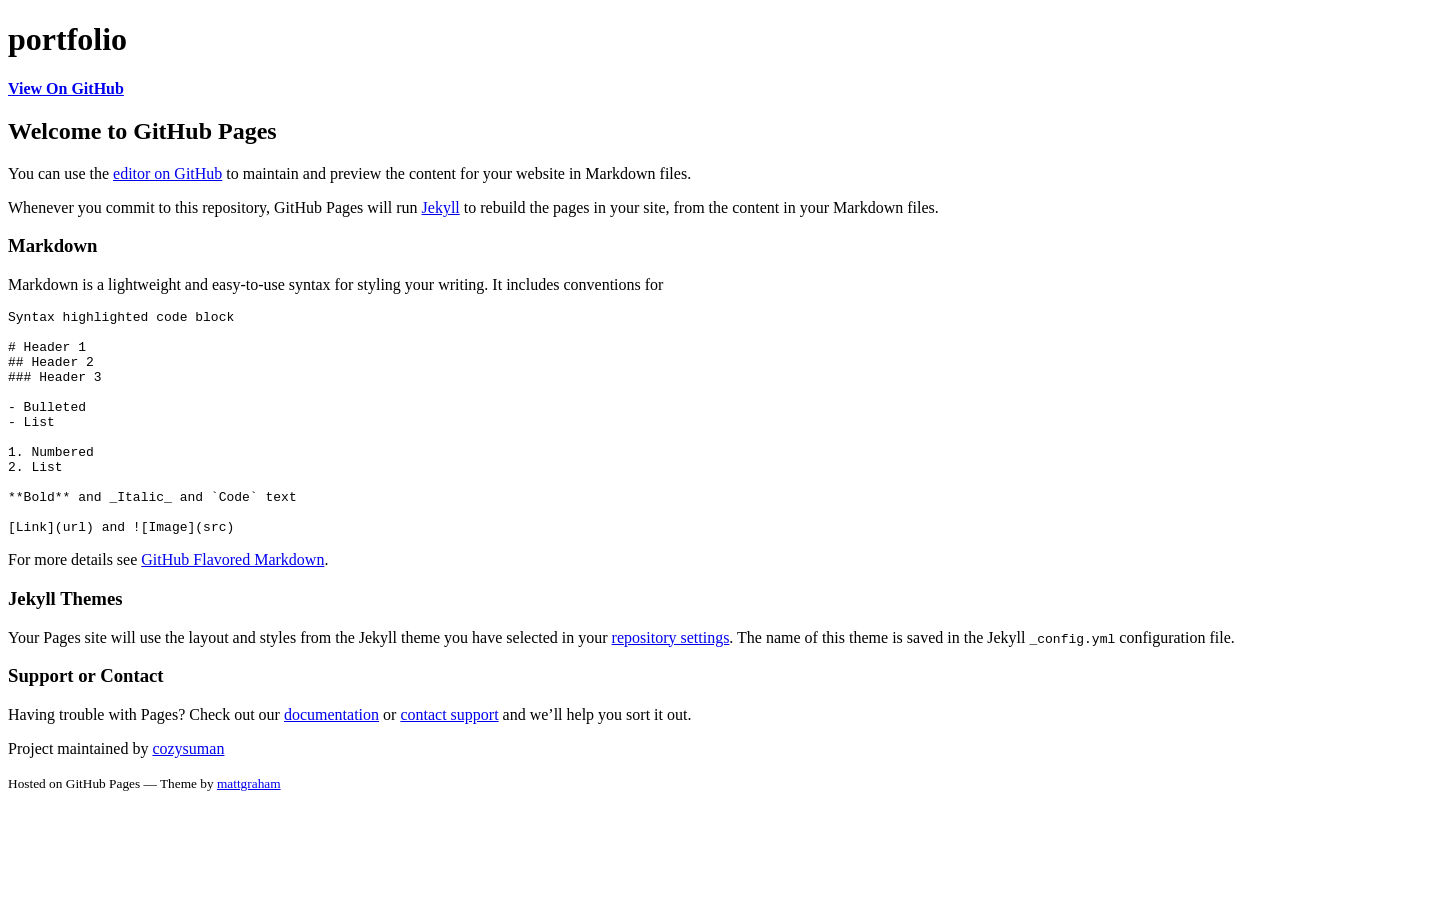 portfolio
View On GitHub
Welcome to GitHub Pages
You can use the editor on GitHub to maintain and preview the content for your website in Markdown files.
Whenever you commit to this repository, GitHub Pages will run Jekyll to rebuild the pages in your site, from the content in your Markdown files.
Markdown
Markdown is a lightweight and easy-to-use syntax for styling your writing. It includes conventions for
Syntax highlighted code block
# Header 1
## Header 2
### Header 3
- Bulleted
- List
1. Numbered
2. List
**Bold** and _Italic_ and `Code` text
[Link](url) and ![Image](src)
For more details see GitHub Flavored Markdown.
Jekyll Themes
Your Pages site will use the layout and styles from the Jekyll theme you have selected in your repository settings. The name of this theme is saved in the Jekyll _config.yml configuration file.
Support or Contact
Having trouble with Pages? Check out our documentation or contact support and we’ll help you sort it out.
Project maintained by cozysuman
Hosted on GitHub Pages — Theme by mattgraham